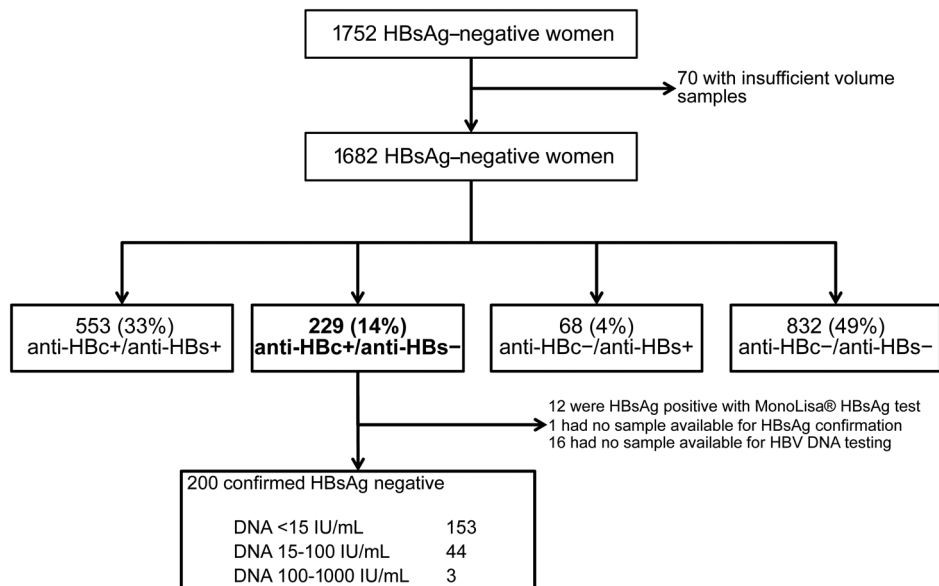 1752 HBsAg–negative women
70 with insufficient volume
samples
1682 HBsAg–negative women
553 (33%)
anti-HBc+/anti-HBs+
229 (14%)
anti-HBc+/anti-HBs−
68 (4%)
anti-HBc−/anti-HBs+
832 (49%)
anti-HBc−/anti-HBs−
12 were HBsAg positive with MonoLisa® HBsAg test
1 had no sample available for HBsAg confirmation
16 had no sample available for HBV DNA testing
200 confirmed HBsAg negative
DNA <15 IU/mL 153
DNA 15-100 IU/mL 44
DNA 100-1000 IU/mL 3